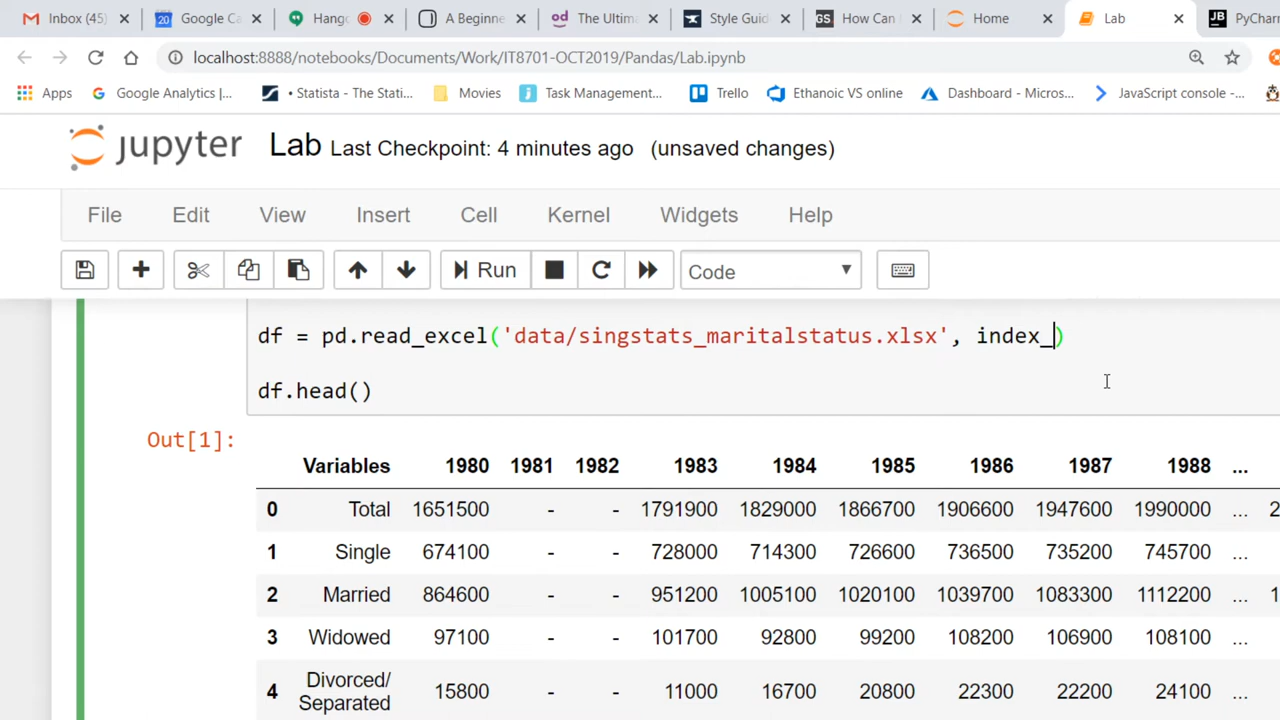 Inbox (45) Google Ca Hango A Beginne The Ultim Style Guid How Can I Home Lab PyCharm
localhost:8888/notebooks/Documents/Work/IT8701-OCT2019/Pandas/Lab.ipynb
Apps Google Analytics |... • Statista - The Stati... Movies Task Management... Trello Ethanoic VS online Dashboard - Micros... JavaScript console -...
jupyter Lab Last Checkpoint: 4 minutes ago (unsaved changes)
File Edit View Insert Cell Kernel Widgets Help
Run Code
df = pd.read_excel('data/singstats_maritalstatus.xlsx', index_)
df.head()
Out[1]:
Variables 1980 1981 1982 1983 1984 1985 1986 1987 1988 ...
0 Total 1651500 - - 1791900 1829000 1866700 1906600 1947600 1990000 ... 2
1 Single 674100 - - 728000 714300 726600 736500 735200 745700 ...
2 Married 864600 - - 951200 1005100 1020100 1039700 1083300 1112200 ... 1
3 Widowed 97100 - - 101700 92800 99200 108200 106900 108100 ...
4 Divorced/ Separated 15800 - - 11000 16700 20800 22300 22200 24100 ...